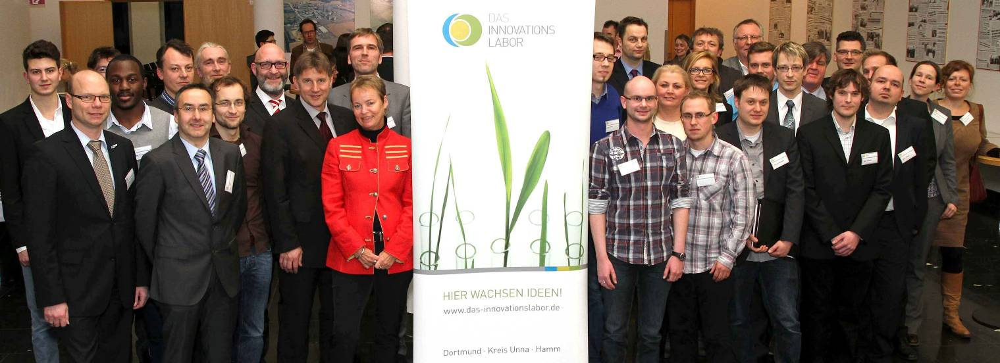 DAS
INNOVATIONS
LABOR
HIER WACHSEN IDEEN!
www.das-innovationslabor.de
Dortmund · Kreis Unna · Hamm